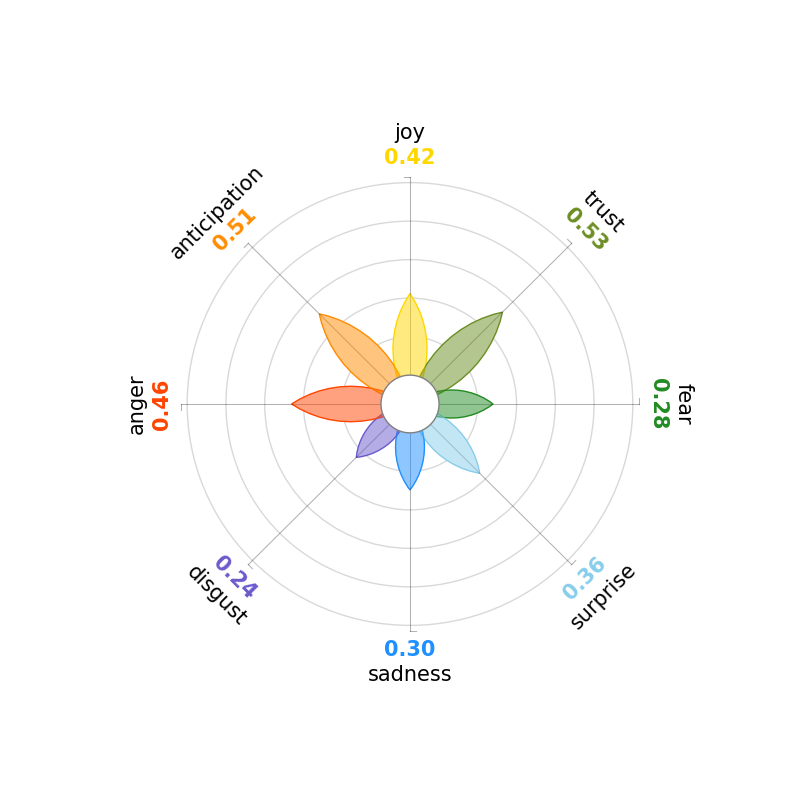 joy
0.42
trust
0.53
fear
0.28
surprise
0.36
0.30
sadness
disgust
0.24
anger
0.46
anticipation
0.51